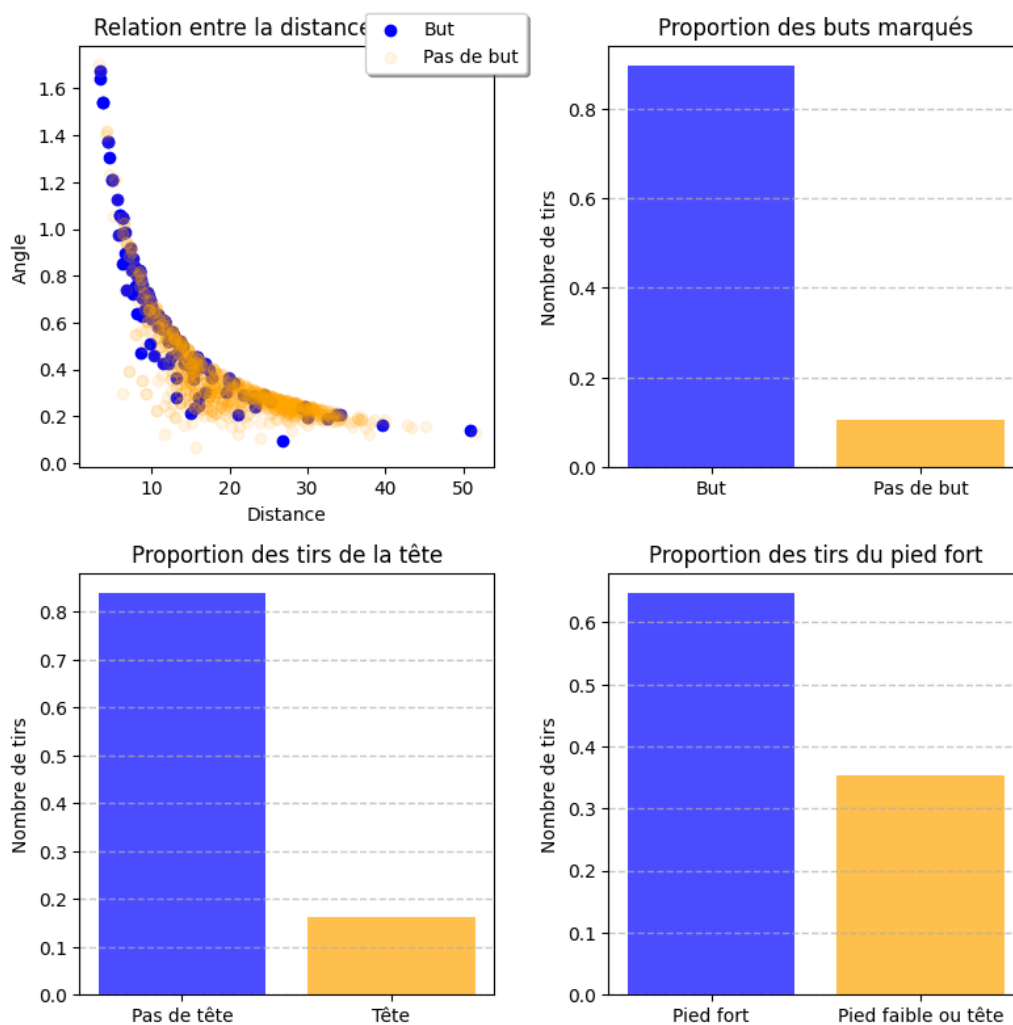 Relation entre la distance
But
Pas de but
1.6
1.4
1.2
1.0
0.8
0.6
0.4
0.2
0.0
Angle
10
20
30
40
50
Distance
Proportion des buts marqués
0.8
0.6
0.4
0.2
0.0
Nombre de tirs
But
Pas de but
Proportion des tirs de la tête
0.8
0.7
0.6
0.5
0.4
0.3
0.2
0.1
0.0
Nombre de tirs
Pas de tête
Tête
Proportion des tirs du pied fort
0.6
0.5
0.4
0.3
0.2
0.1
0.0
Nombre de tirs
Pied fort
Pied faible ou tête